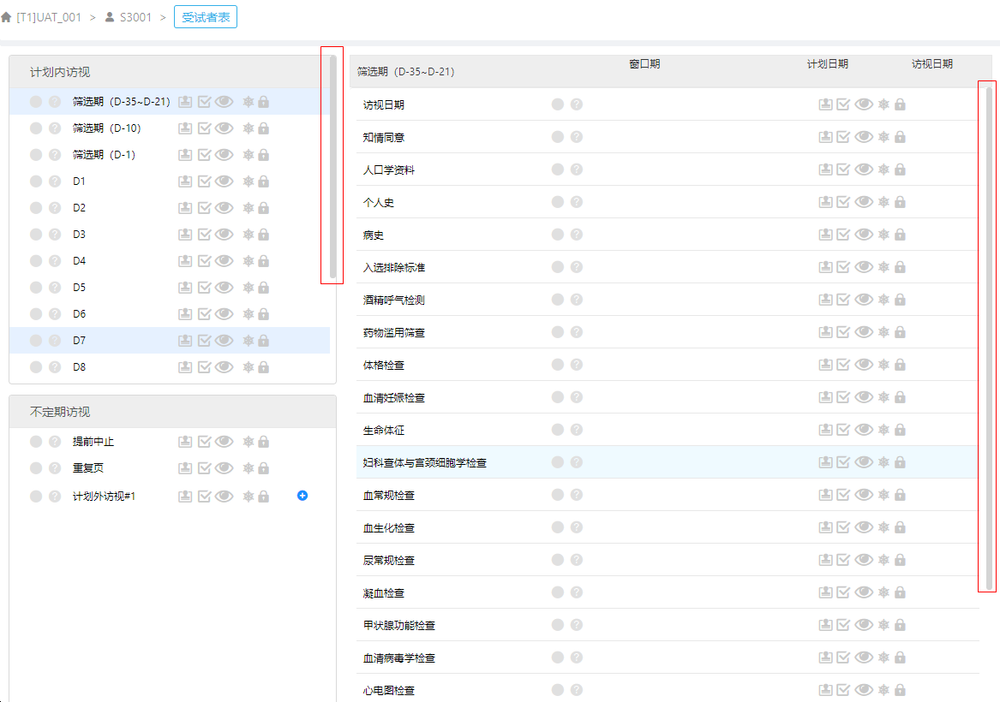 [T1]UAT_001 > S3001 > 受试者表
计划内访视
筛选期（D-35~D-21)
筛选期（D-10)
筛选期（D-1)
D1
D2
D3
D4
D5
D6
D7
D8
不定期访视
提前中止
重复页
计划外访视#1
筛选期（D-35~D-21) 窗口期 计划日期 访视日期
访视日期
知情同意
人口学资料
个人史
病史
入选排除标准
酒精呼气检测
药物滥用筛查
体格检查
血清妊娠检查
生命体征
妇科查体与宫颈细胞学检查
血常规检查
血生化检查
尿常规检查
凝血检查
甲状腺功能检查
血清病毒学检查
心电图检查